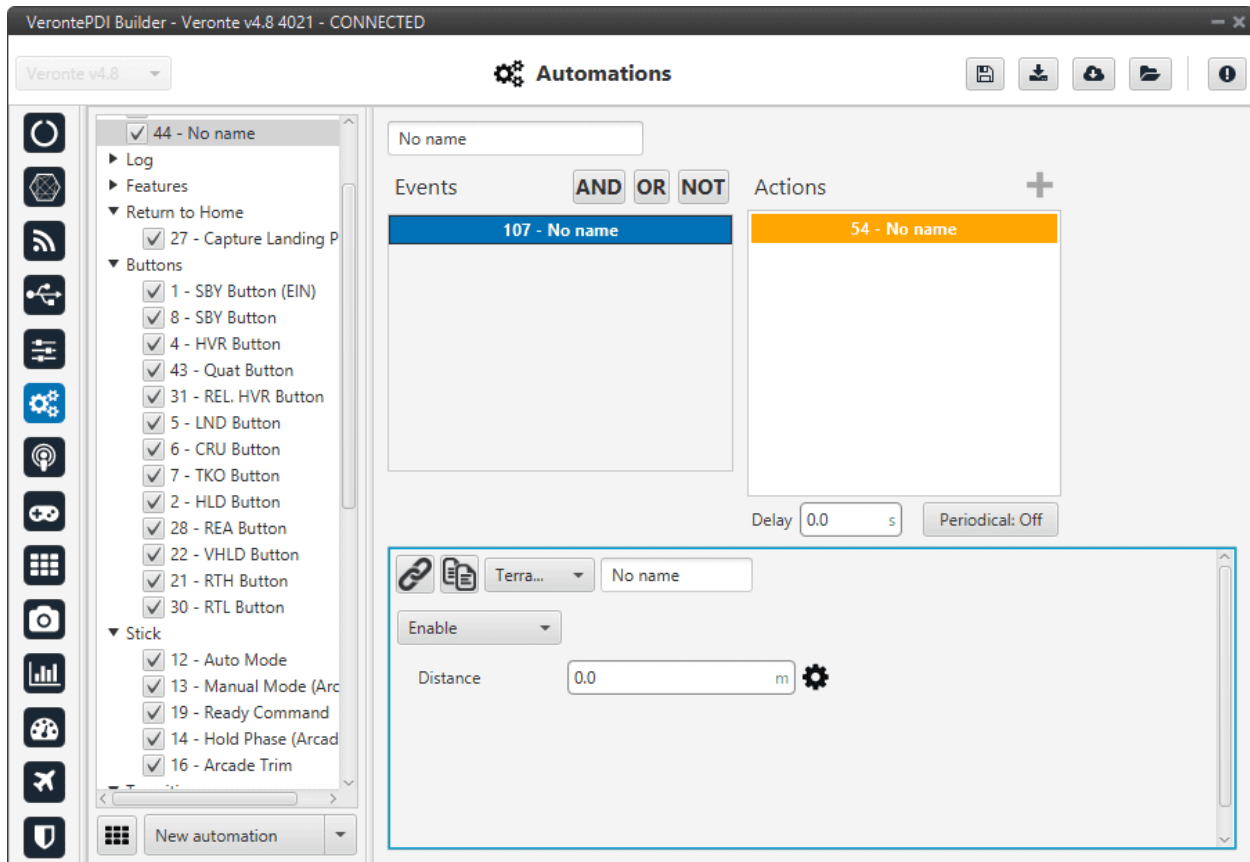 VerontePDI Builder - Veronte v4.8 4021 - CONNECTED
Veronte v4.8
Automations
44 - No name
Log
Features
Return to Home
27 - Capture Landing P
Buttons
1 - SBY Button (EIN)
8 - SBY Button
4 - HVR Button
43 - Quat Button
31 - REL. HVR Button
5 - LND Button
6 - CRU Button
7 - TKO Button
2 - HLD Button
28 - REA Button
22 - VHLD Button
21 - RTH Button
30 - RTL Button
Stick
12 - Auto Mode
13 - Manual Mode (Arc
19 - Ready Command
14 - Hold Phase (Arcad
16 - Arcade Trim
New automation
No name
Events AND OR NOT
107 - No name
Actions
54 - No name
Delay 0.0 s Periodical: Off
Terra... No name
Enable
Distance 0.0 m